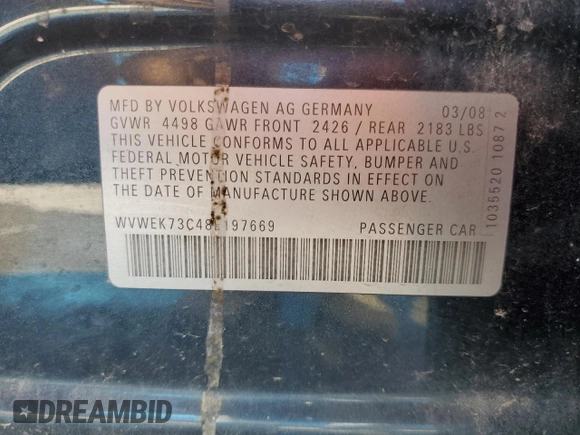 MFD BY VOLKSWAGEN AG GERMANY 03/08
GVWR 4498 GAWR FRONT 2426 / REAR 2183 LBS
THIS VEHICLE CONFORMS TO ALL APPLICABLE U.S.
FEDERAL MOTOR VEHICLE SAFETY, BUMPER AND
THEFT PREVENTION STANDARDS IN EFFECT ON
THE DATE OF MANUFACTURE SHOWN ABOVE.
WVWEK73C48E197669 PASSENGER CAR
1035520 1087 2
DREAMBID